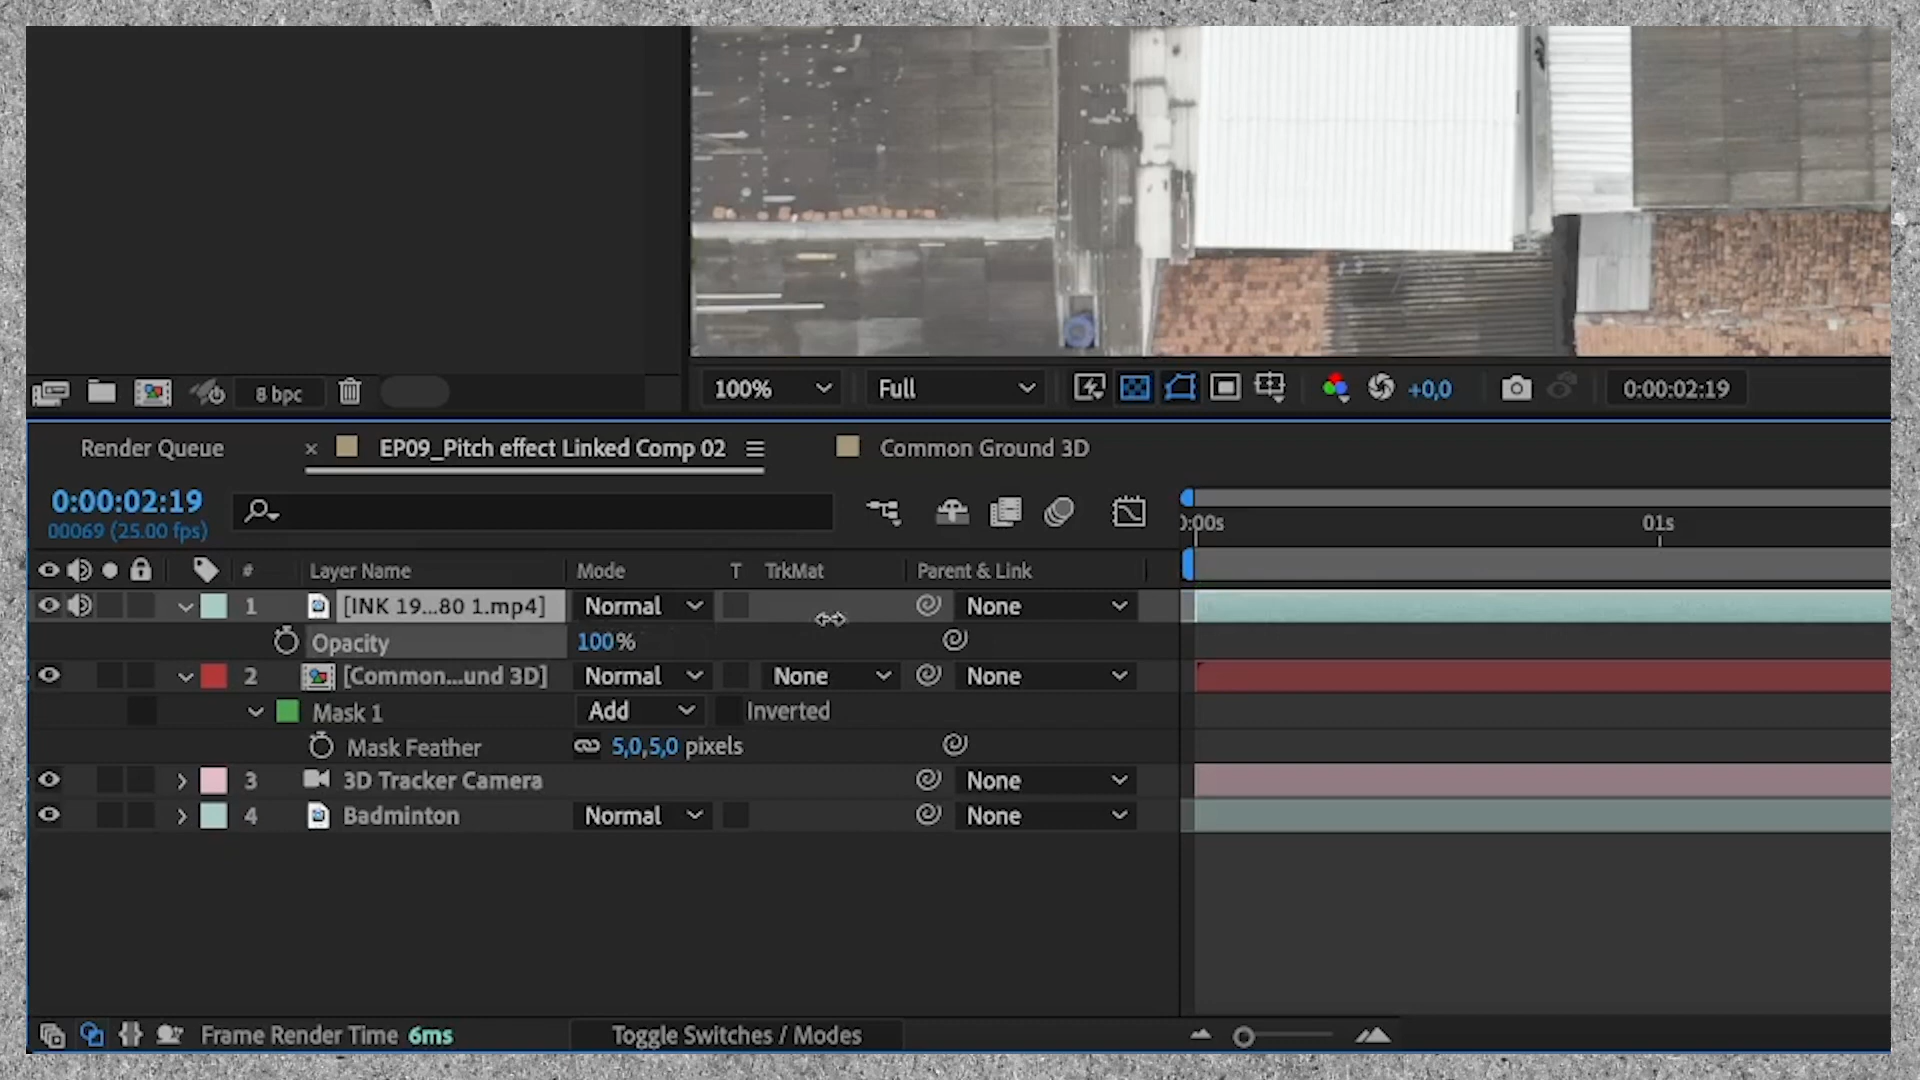 8 bpc
100%
Full
+0,0
0:00:02:19
Render Queue
× EP09_Pitch effect Linked Comp 02
Common Ground 3D
0:00:02:19
00069 (25.00 fps)
0:00s
01s
# Layer Name Mode T TrkMat Parent & Link
1 [INK 19...80 1.mp4] Normal None
Opacity 100%
2 [Common...und 3D] Normal None None
Mask 1 Add Inverted
Mask Feather 5,0,5,0 pixels
3 3D Tracker Camera None
4 Badminton Normal None
Frame Render Time 6ms
Toggle Switches / Modes